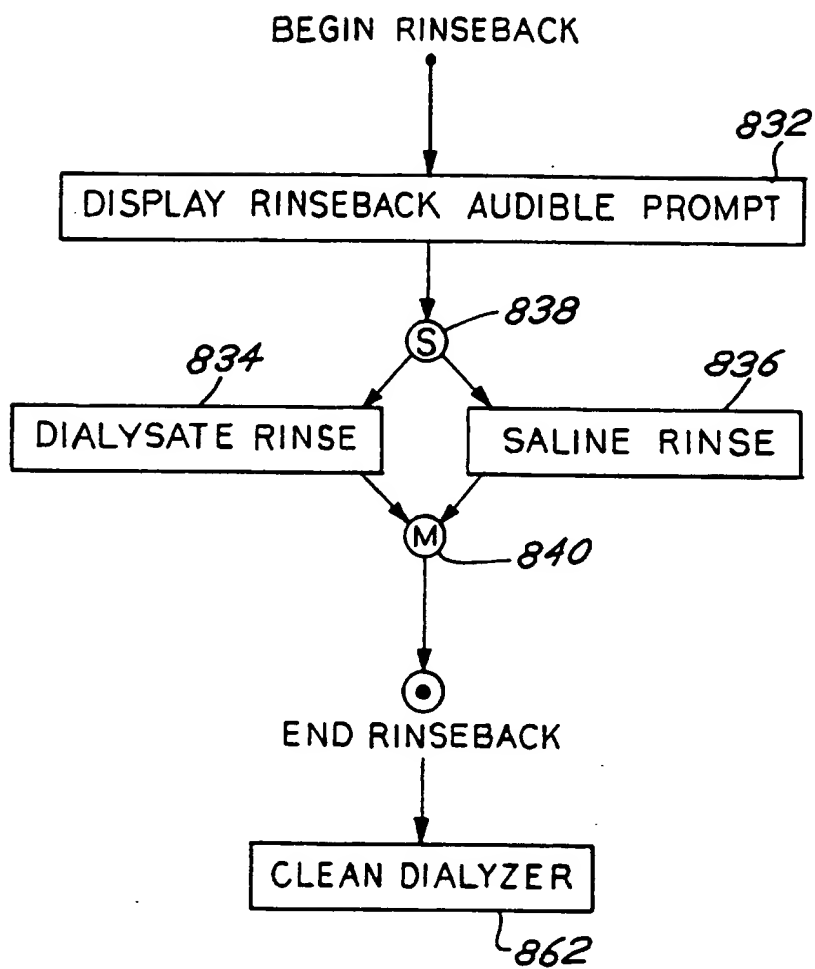 BEGIN RINSEBACK
832
DISPLAY RINSEBACK AUDIBLE PROMPT
S
838
834
836
DIALYSATE RINSE
SALINE RINSE
M
840
END RINSEBACK
CLEAN DIALYZER
862